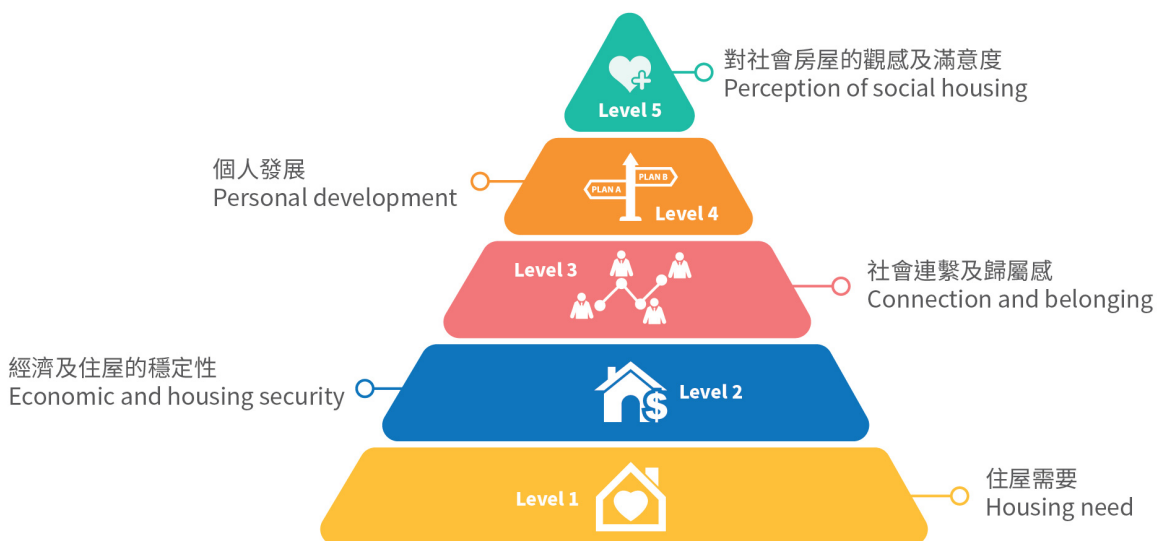 對社會房屋的觀感及滿意度
Perception of social housing
Level 5
個人發展
Personal development
PLAN B
PLAN A
Level 4
Level 3
社會連繫及歸屬感
Connection and belonging
經濟及住屋的穩定性
Economic and housing security
$
Level 2
Level 1
住屋需要
Housing need